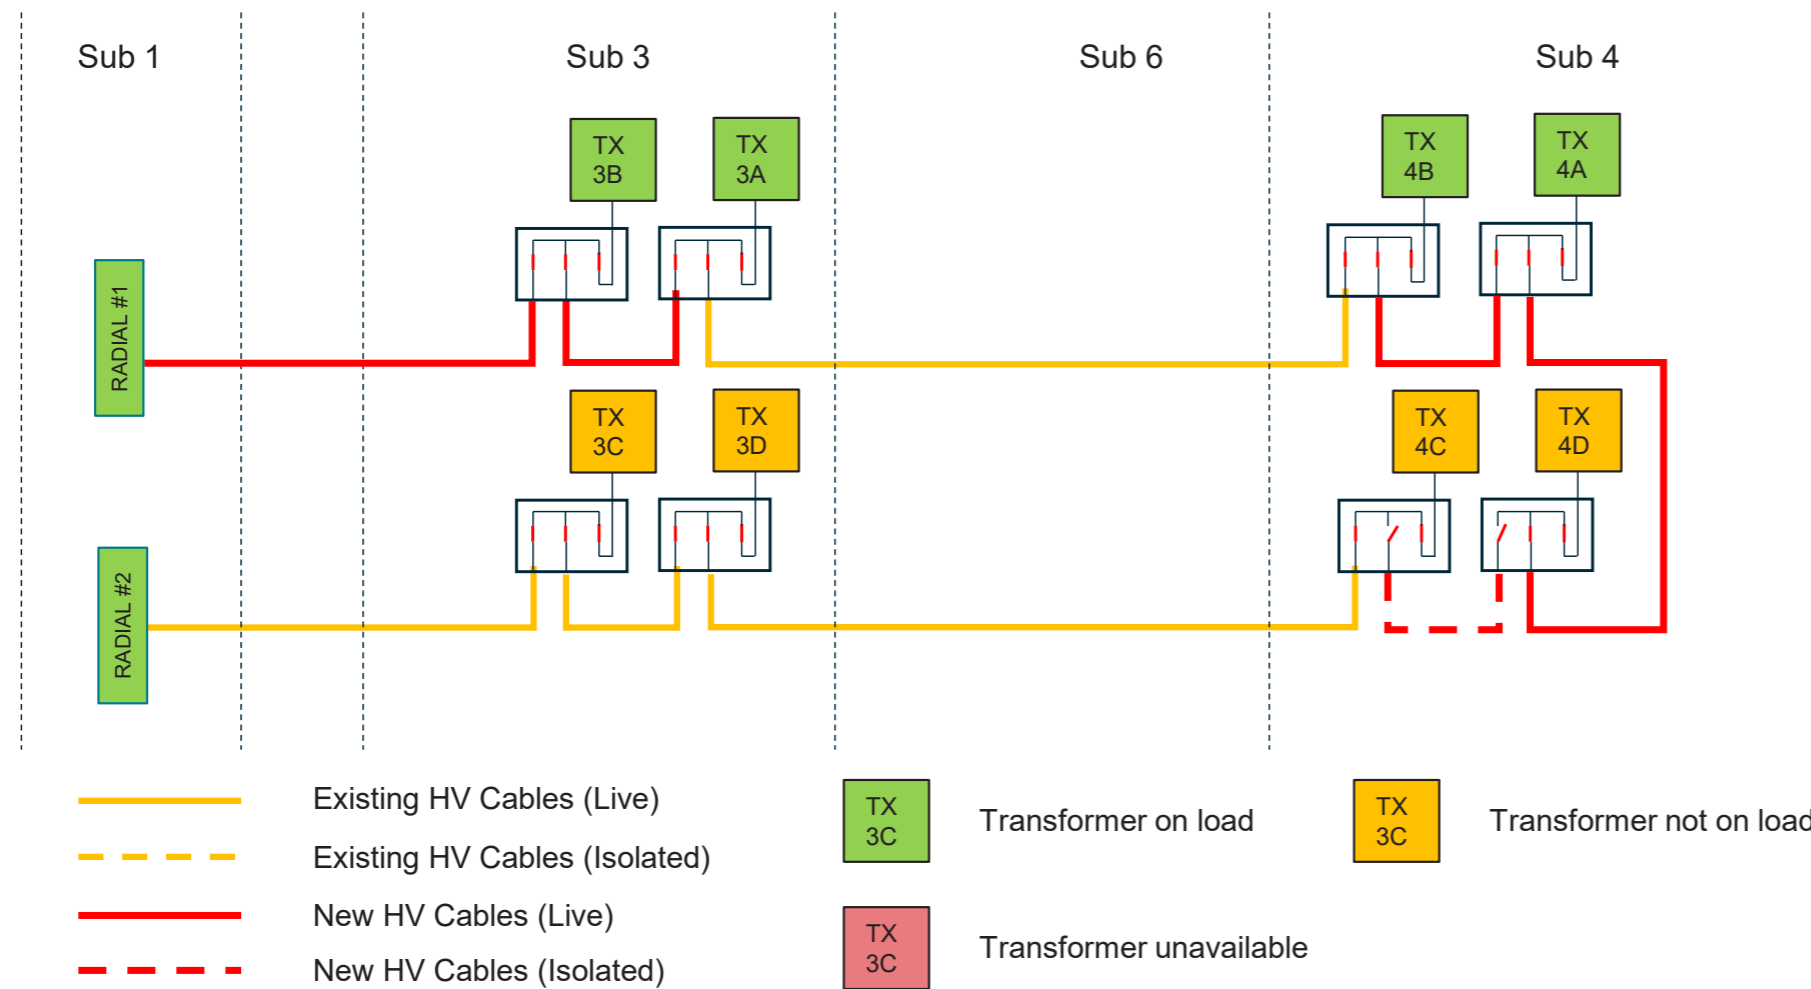 Sub 1
Sub 3
Sub 6
Sub 4
TX
3B
TX
3A
TX
4B
TX
4A
RADIAL #1
TX
3C
TX
3D
TX
4C
TX
4D
RADIAL #2
Existing HV Cables (Live)
Existing HV Cables (Isolated)
New HV Cables (Live)
New HV Cables (Isolated)
TX
3C
Transformer on load
TX
3C
Transformer not on load
TX
3C
Transformer unavailable